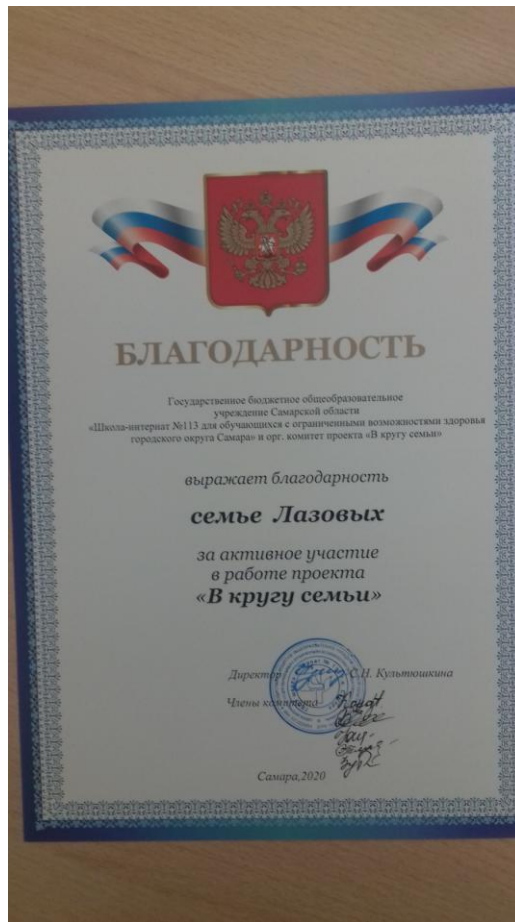 БЛАГОДАРНОСТЬ
Государственное бюджетное общеобразовательное
учреждение Самарской области
«Школа-интернат №113 для обучающихся с ограниченными возможностями здоровья
городского округа Самара» и орг. комитет проекта «В кругу семьи»
выражает благодарность
семье Лазовых
за активное участие
в работе проекта
«В кругу семьи»
Директор С.Н. Культюшкина
Члены комитета
Самара,2020